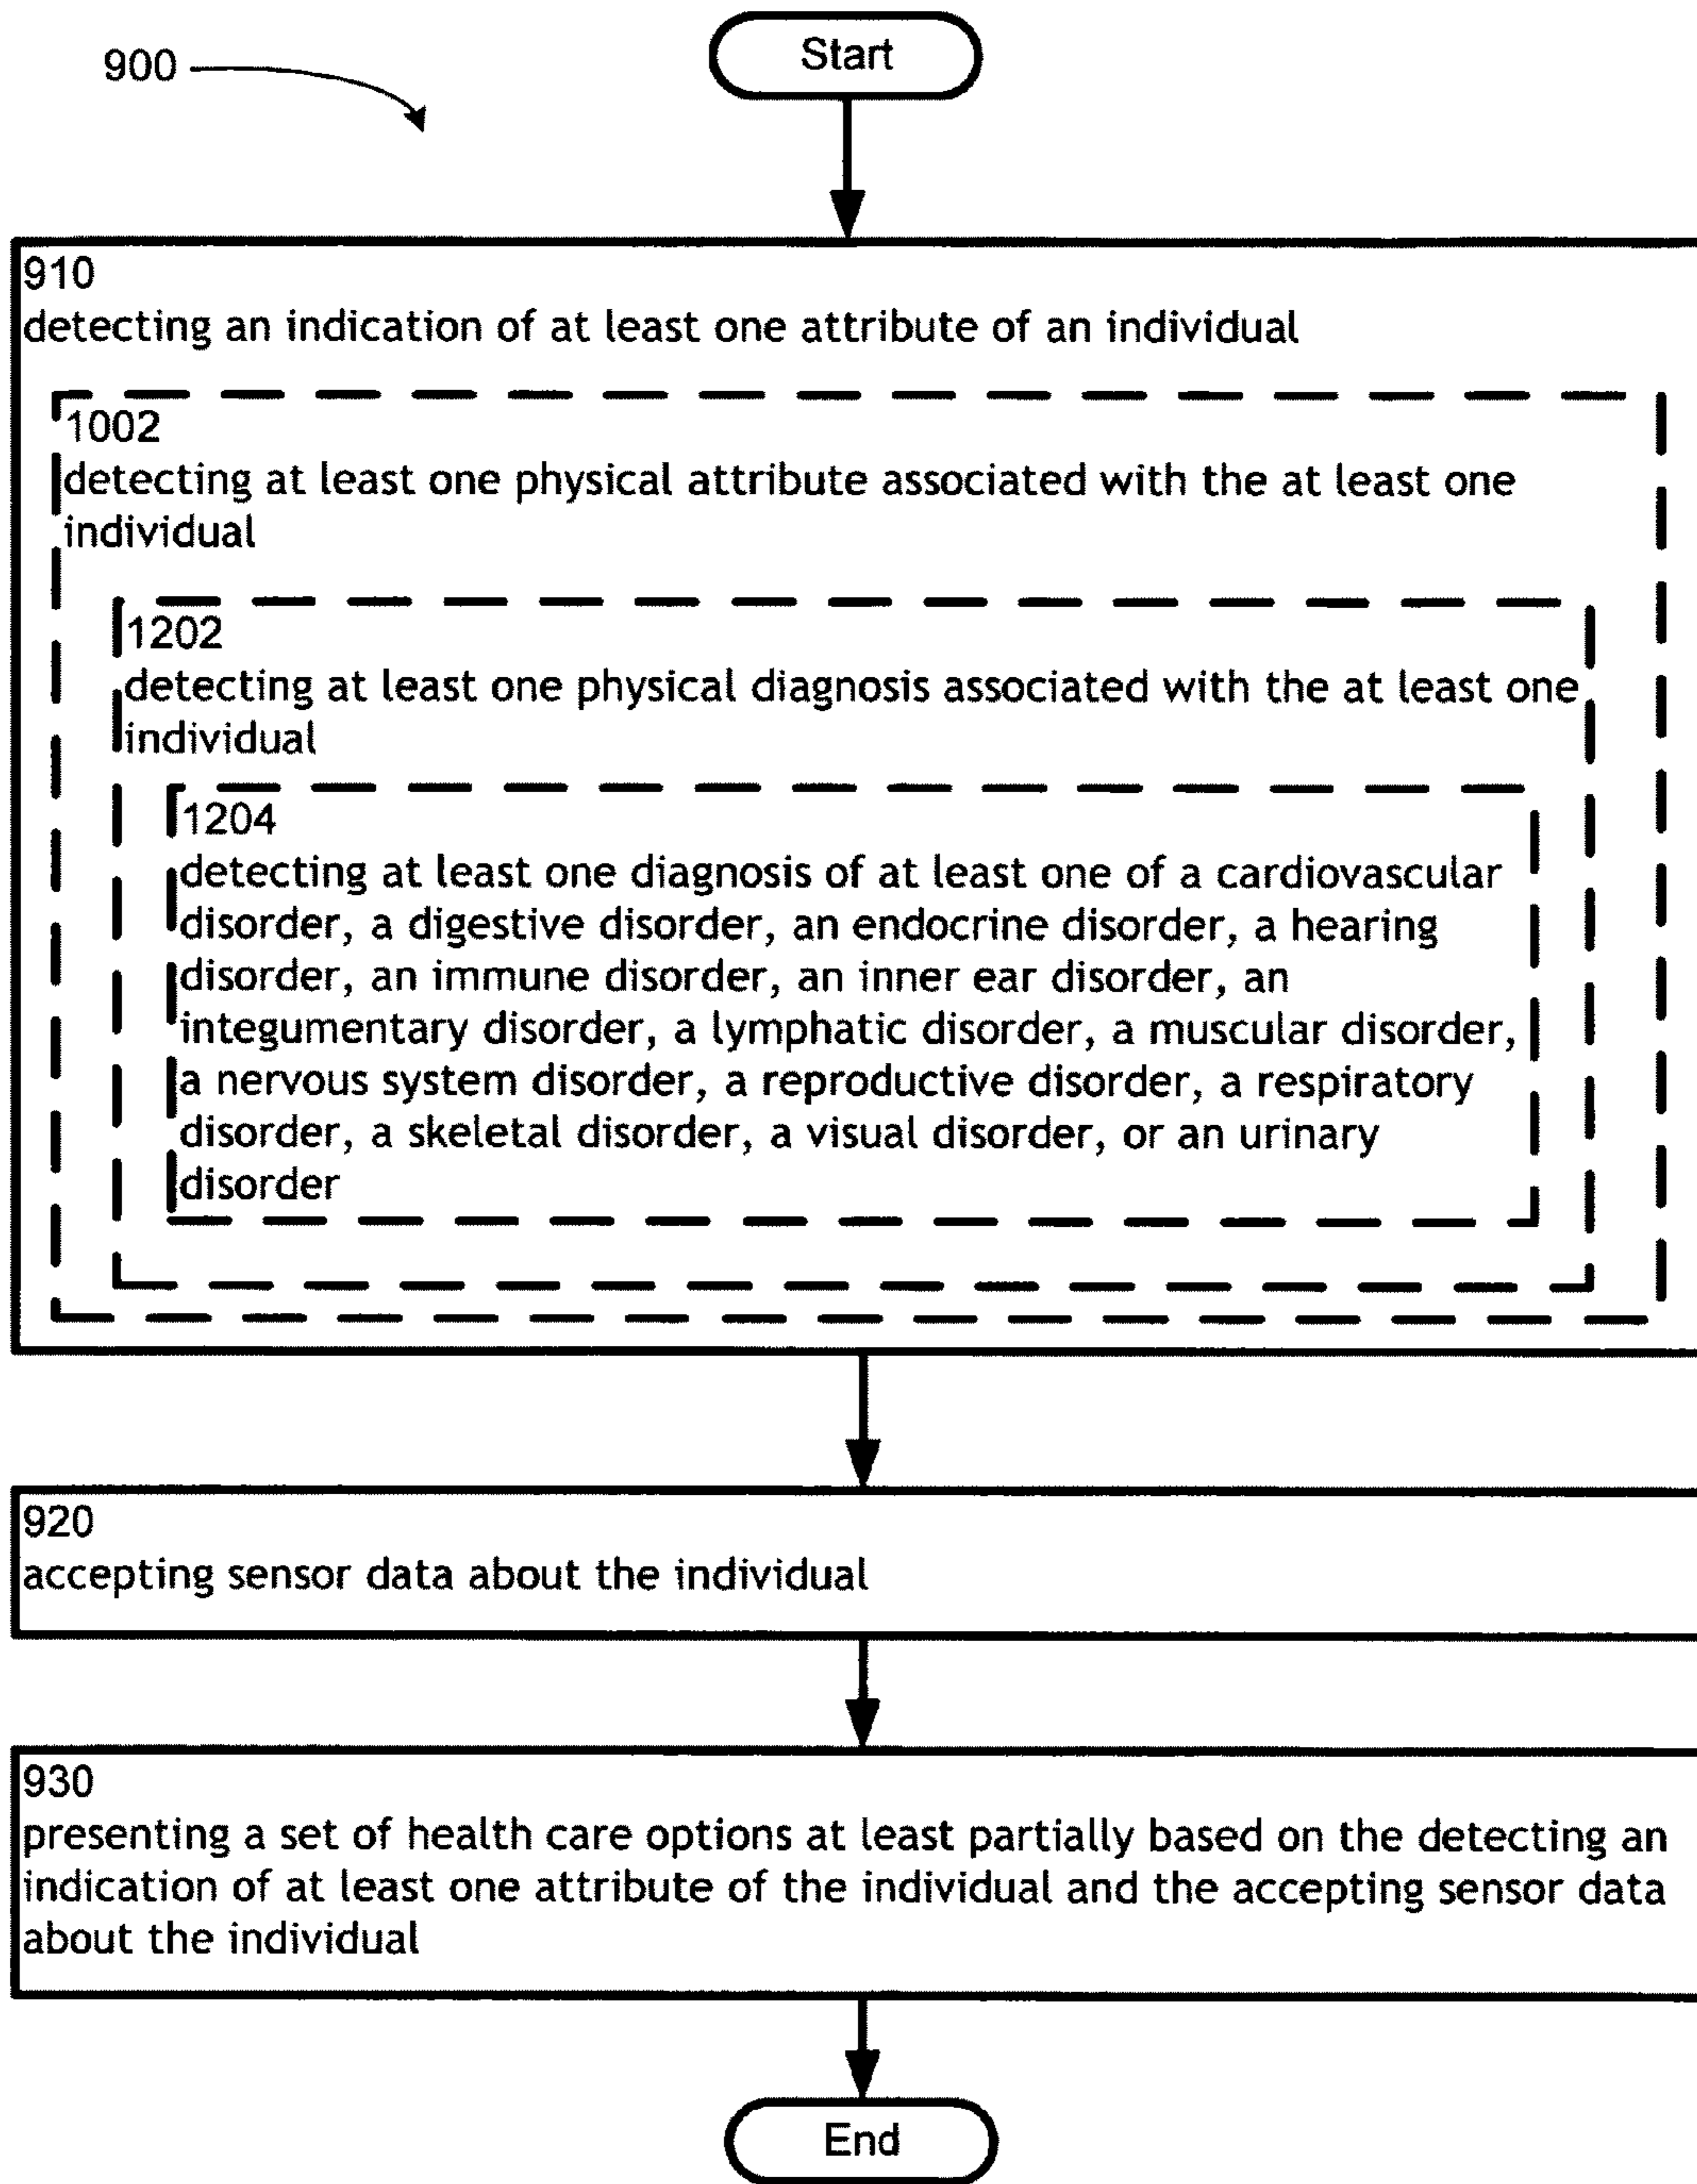 Start
900
910
detecting an indication of at least one attribute of an individual
1002
detecting at least one physical attribute associated with the at least one
individual
1202
detecting at least one physical diagnosis associated with the at least one
individual
1204
detecting at least one diagnosis of at least one of a cardiovascular
disorder, a digestive disorder, an endocrine disorder, a hearing
disorder, an immune disorder, an inner ear disorder, an
integumentary disorder, a lymphatic disorder, a muscular disorder,
a nervous system disorder, a reproductive disorder, a respiratory
disorder, a skeletal disorder, a visual disorder, or an urinary
disorder
920
accepting sensor data about the individual
930
presenting a set of health care options at least partially based on the detecting an
indication of at least one attribute of the individual and the accepting sensor data
about the individual
End